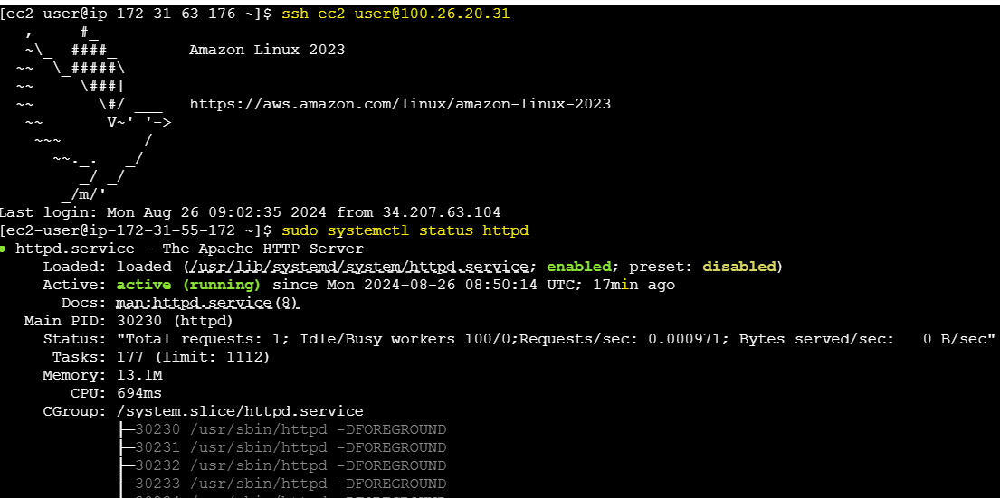 [ec2-user@ip-172-31-63-176 ~]$ ssh ec2-user@100.26.20.31
   ,     #_
   ~\_  ####_        Amazon Linux 2023
  ~~  \_#####\
  ~~     \###|
  ~~       \#/ ___   https://aws.amazon.com/linux/amazon-linux-2023
   ~~       V~' '->
    ~~~         /
      ~~._.   _/
         _/ _/
       _/m/'
Last login: Mon Aug 26 09:02:35 2024 from 34.207.63.104
[ec2-user@ip-172-31-55-172 ~]$ sudo systemctl status httpd
● httpd.service - The Apache HTTP Server
     Loaded: loaded (/usr/lib/systemd/system/httpd.service; enabled; preset: disabled)
     Active: active (running) since Mon 2024-08-26 08:50:14 UTC; 17min ago
       Docs: man:httpd.service(8)
   Main PID: 30230 (httpd)
     Status: "Total requests: 1; Idle/Busy workers 100/0;Requests/sec: 0.000971; Bytes served/sec:   0 B/sec"
      Tasks: 177 (limit: 1112)
     Memory: 13.1M
        CPU: 694ms
     CGroup: /system.slice/httpd.service
             ├─30230 /usr/sbin/httpd -DFOREGROUND
             ├─30231 /usr/sbin/httpd -DFOREGROUND
             ├─30232 /usr/sbin/httpd -DFOREGROUND
             ├─30233 /usr/sbin/httpd -DFOREGROUND